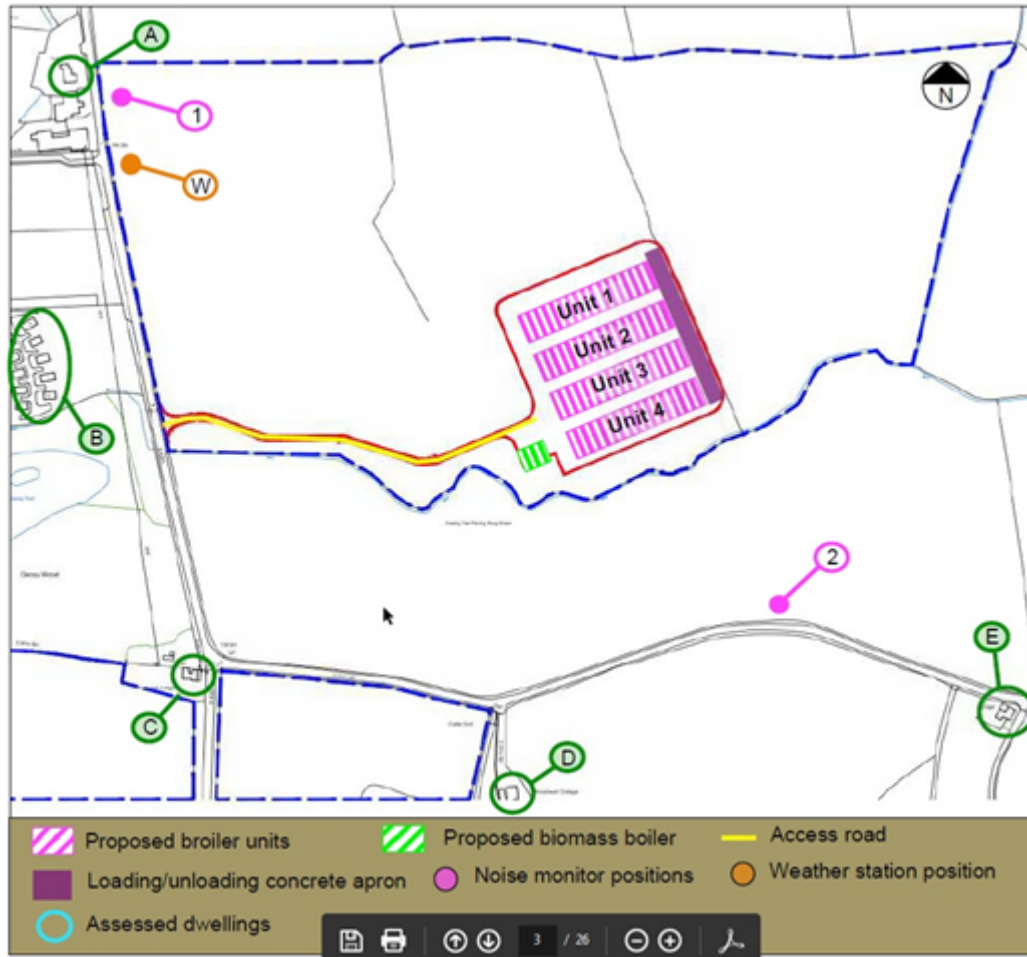 A
1
N
W
Unit 1
Unit 2
Unit 3
Unit 4
B
2
E
C
D
Proposed broiler units
Proposed biomass boiler
Access road
Loading/unloading concrete apron
Noise monitor positions
Weather station position
Assessed dwellings
3 / 26